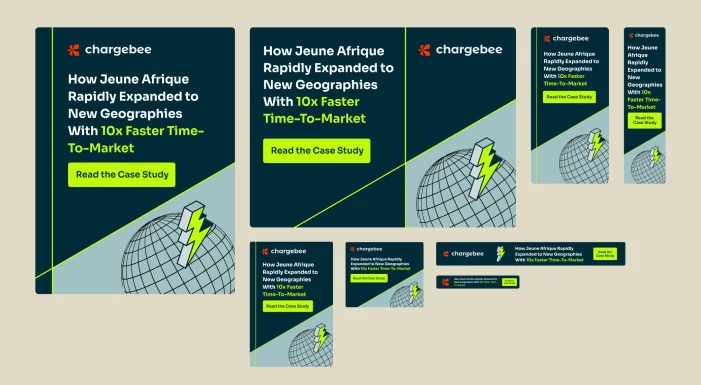 chargebee
How Jeune Afrique
Rapidly Expanded to
New Geographies
With 10x Faster Time-
To-Market
Read the Case Study
How Jeune Afrique
Rapidly Expanded to
New Geographies
With 10x Faster
Time-To-Market
Read the Case Study
chargebee
chargebee
How Jeune Afrique
Rapidly Expanded to
New Geographies
With 10x Faster
Time-To-Market
Read the Case Study
chargebee
How Jeune
Afrique
Rapidly
Expanded to
New
Geographies
With 10x
Faster Time-
To-Market
Read the
Case Study
chargebee
How Jeune Afrique
Rapidly Expanded to
New Geographies
With 10x Faster
Time-To-Market
Read the Case Study
chargebee
How Jeune Afrique Rapidly
Expanded to New Geographies
With 10x Faster Time-To-Market
Read the Case Study
chargebee
How Jeune Afrique Rapidly
Expanded to New Geographies
With 10x Faster Time-To-Market
Read the
Case Study